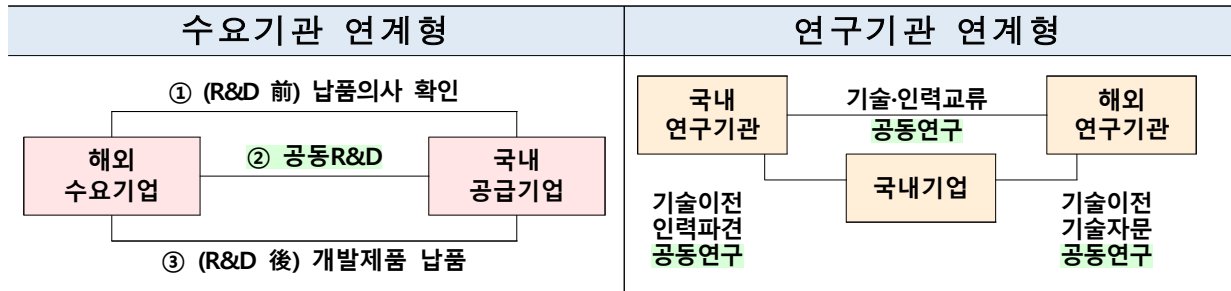 수요기관 연계형
① (R&D 前) 납품의사 확인
해외
수요기업
② 공동R&D
국내
공급기업
③ (R&D 後) 개발제품 납품
연구기관 연계형
국내
연구기관
기술·인력교류
공동연구
해외
연구기관
국내기업
기술이전
인력파견
공동연구
기술이전
기술자문
공동연구